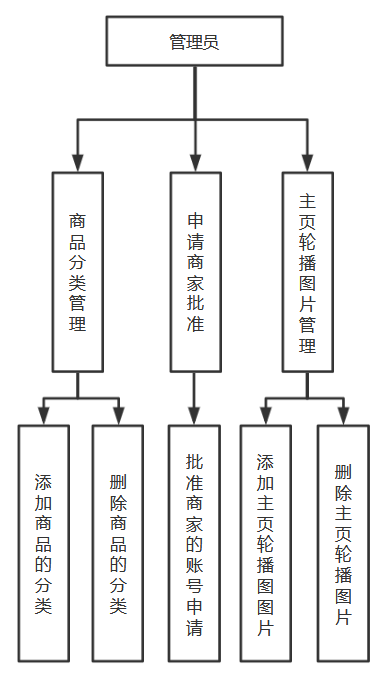 管理员
商品分类管理
申请商家批准
主页轮播图片管理
添加商品的分类
删除商品的分类
批准商家的账号申请
添加主页轮播图图片
删除主页轮播图片